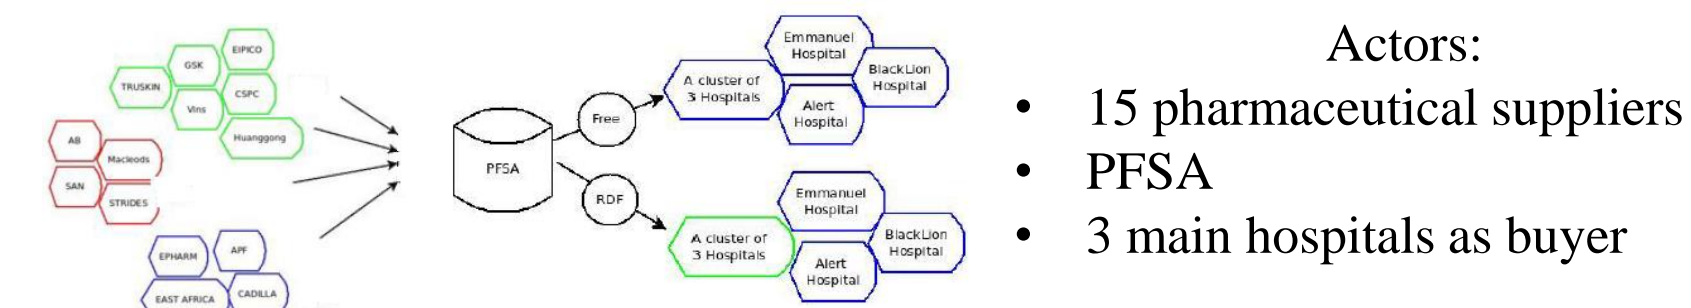 EIPICO
GSK
TRUSKIN
CSPC
Vins
Huanggong
AB
Macleods
SAN
STRIDES
EPHARM
APF
EAST AFRICA
CADILLA
PFSA
Free
RDF
A cluster of
3 Hospitals
Emmanuel
Hospital
BlackLion
Hospital
Alert
Hospital
A cluster of
3 Hospitals
Emmanuel
Hospital
BlackLion
Hospital
Alert
Hospital
Actors:
• 15 pharmaceutical suppliers
• PFSA
• 3 main hospitals as buyer